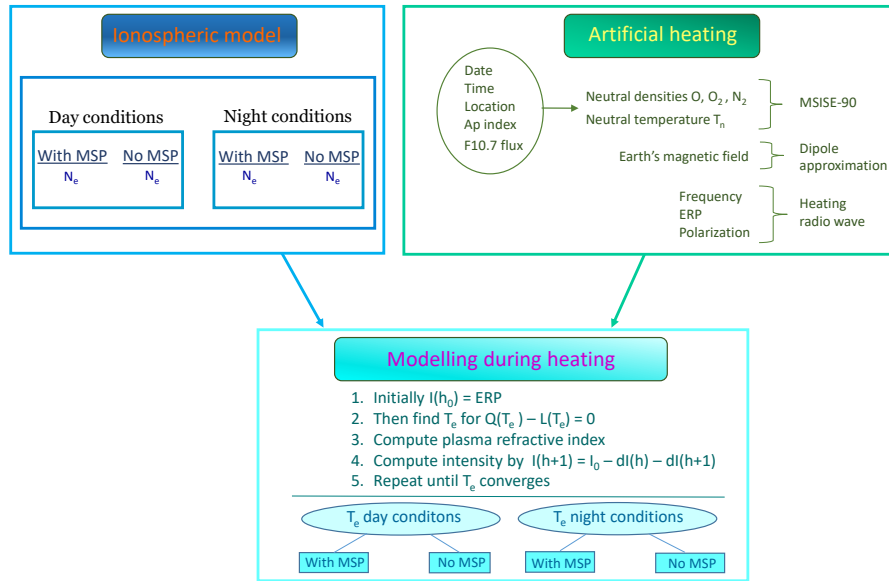 Ionospheric model
Day conditions
Night conditions
With MSP No MSP
Nₑ Nₑ
With MSP No MSP
Nₑ Nₑ
Artificial heating
Date
Time
Location
Ap index
F10.7 flux
Neutral densities O, O₂ , N₂
Neutral temperature Tₙ
MSISE-90
Earth's magnetic field
Dipole
approximation
Frequency
ERP
Polarization
Heating
radio wave
Modelling during heating
1. Initially I(h₀) = ERP
2. Then find Tₑ for Q(Tₑ ) – L(Tₑ ) = 0
3. Compute plasma refractive index
4. Compute intensity by I(h+1) = I₀ – dI(h) – dI(h+1)
5. Repeat until Tₑ converges
Tₑ day conditons
Tₑ night conditions
With MSP
No MSP
With MSP
No MSP